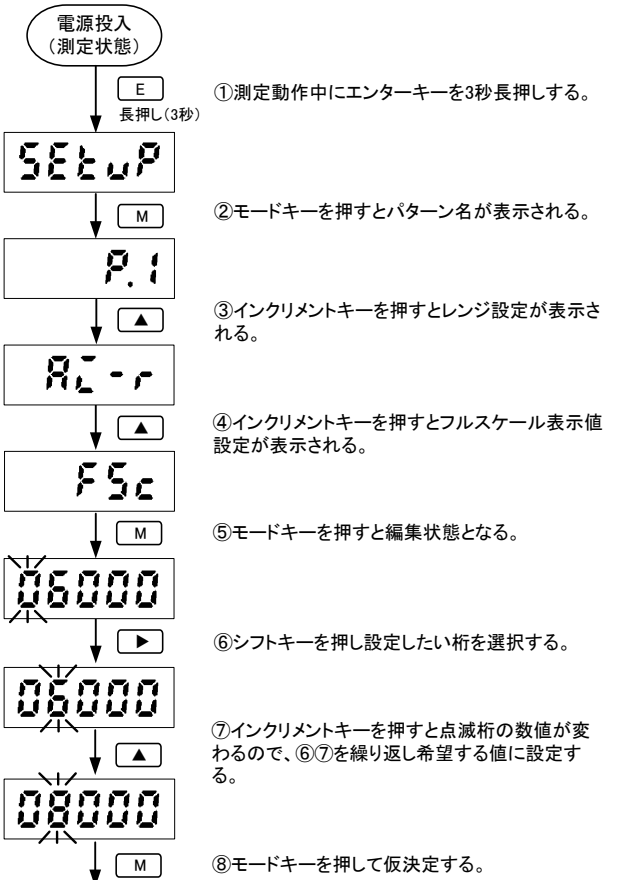 電源投入
（測定状態）
E
長押し（3秒）
①測定動作中にエンターキーを3秒長押しする。
SEtuP
M
②モードキーを押すとパターン名が表示される。
P.1
▲
③インクリメントキーを押すとレンジ設定が表示さ
れる。
AC-r
▲
④インクリメントキーを押すとフルスケール表示値
設定が表示される。
FSc
M
⑤モードキーを押すと編集状態となる。
06000
▶
⑥シフトキーを押し設定したい桁を選択する。
06000
⑦インクリメントキーを押すと点滅桁の数値が変
わるので、⑥⑦を繰り返し希望する値に設定す
る。
▲
08000
M
⑧モードキーを押して仮決定する。